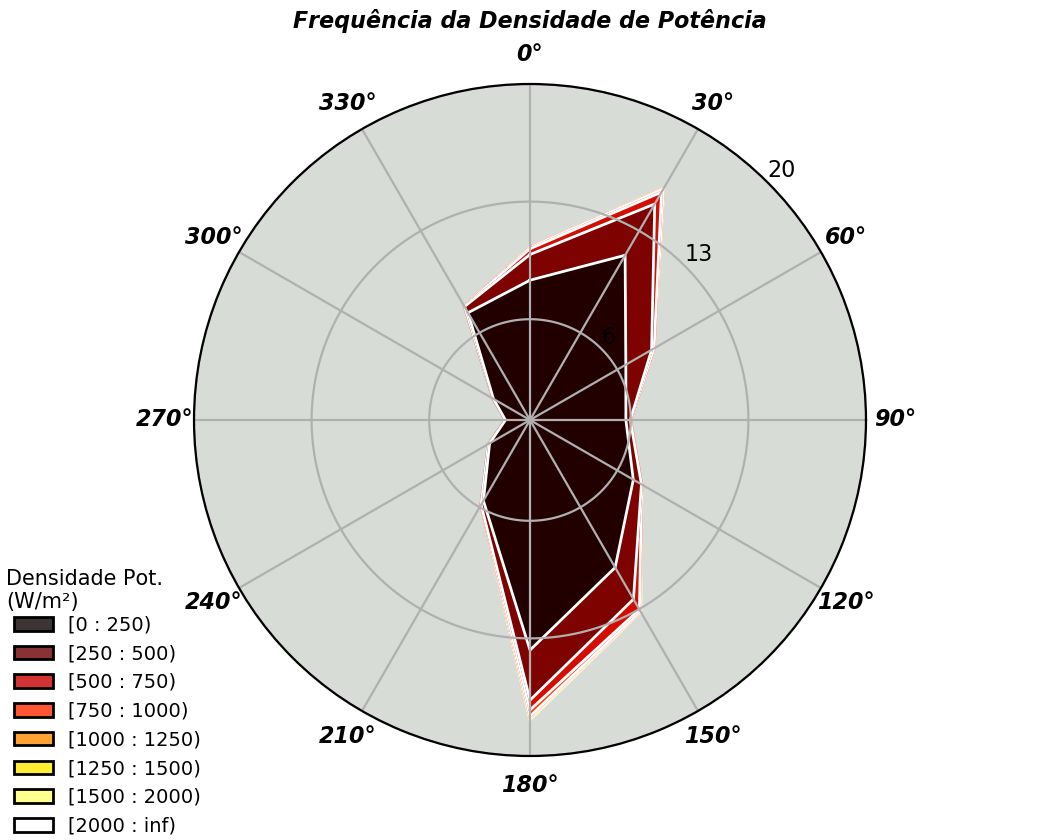 Frequência da Densidade de Potência
0°
330°
30°
20
300°
60°
13
6
270°
90°
240°
120°
210°
150°
180°
Densidade Pot.
(W/m²)
[0 : 250)
[250 : 500)
[500 : 750)
[750 : 1000)
[1000 : 1250)
[1250 : 1500)
[1500 : 2000)
[2000 : inf)